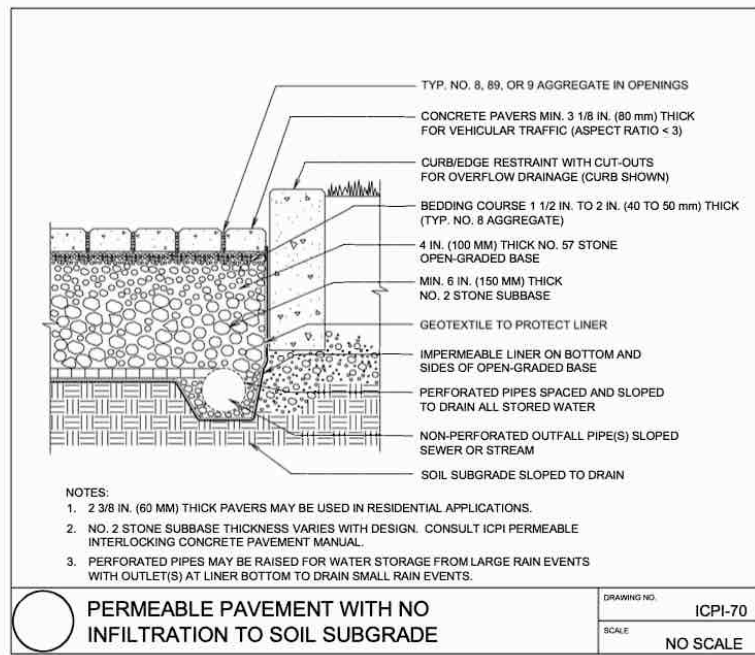 TYP. NO. 8, 89, OR 9 AGGREGATE IN OPENINGS
CONCRETE PAVERS MIN. 3 1/8 IN. (80 mm) THICK
FOR VEHICULAR TRAFFIC (ASPECT RATIO < 3)
CURB/EDGE RESTRAINT WITH CUT-OUTS
FOR OVERFLOW DRAINAGE (CURB SHOWN)
BEDDING COURSE 1 1/2 IN. TO 2 IN. (40 TO 50 mm) THICK
(TYP. NO. 8 AGGREGATE)
4 IN. (100 MM) THICK NO. 57 STONE
OPEN-GRADED BASE
MIN. 6 IN. (150 MM) THICK
NO. 2 STONE SUBBASE
GEOTEXTILE TO PROTECT LINER
IMPERMEABLE LINER ON BOTTOM AND
SIDES OF OPEN-GRADED BASE
PERFORATED PIPES SPACED AND SLOPED
TO DRAIN ALL STORED WATER
NON-PERFORATED OUTFALL PIPE(S) SLOPED
SEWER OR STREAM
SOIL SUBGRADE SLOPED TO DRAIN
NOTES:
1. 2 3/8 IN. (60 MM) THICK PAVERS MAY BE USED IN RESIDENTIAL APPLICATIONS.
2. NO. 2 STONE SUBBASE THICKNESS VARIES WITH DESIGN. CONSULT ICPI PERMEABLE
INTERLOCKING CONCRETE PAVEMENT MANUAL.
3. PERFORATED PIPES MAY BE RAISED FOR WATER STORAGE FROM LARGE RAIN EVENTS
WITH OUTLET(S) AT LINER BOTTOM TO DRAIN SMALL RAIN EVENTS.
PERMEABLE PAVEMENT WITH NO
INFILTRATION TO SOIL SUBGRADE
DRAWING NO.
ICPI-70
SCALE
NO SCALE